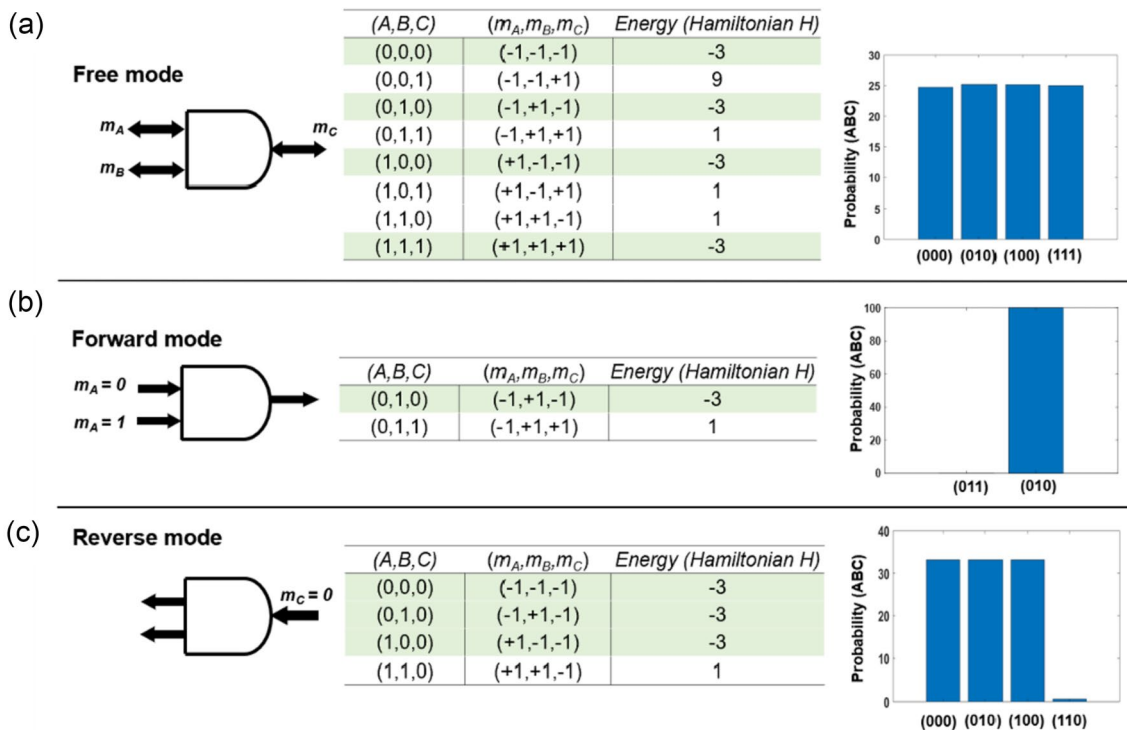 (a)
Free mode
m_A
m_B
m_C
(A,B,C) (m_A,m_B,m_C) Energy (Hamiltonian H)
(0,0,0) (-1,-1,-1) -3
(0,0,1) (-1,-1,+1) 9
(0,1,0) (-1,+1,-1) -3
(0,1,1) (-1,+1,+1) 1
(1,0,0) (+1,-1,-1) -3
(1,0,1) (+1,-1,+1) 1
(1,1,0) (+1,+1,-1) 1
(1,1,1) (+1,+1,+1) -3
Probability (ABC)
30
25
20
15
10
5
0
(000) (010) (100) (111)
(b)
Forward mode
m_A = 0
m_A = 1
(A,B,C) (m_A,m_B,m_C) Energy (Hamiltonian H)
(0,1,0) (-1,+1,-1) -3
(0,1,1) (-1,+1,+1) 1
Probability (ABC)
100
80
60
40
20
0
(011) (010)
(c)
Reverse mode
m_C = 0
(A,B,C) (m_A,m_B,m_C) Energy (Hamiltonian H)
(0,0,0) (-1,-1,-1) -3
(0,1,0) (-1,+1,-1) -3
(1,0,0) (+1,-1,-1) -3
(1,1,0) (+1,+1,-1) 1
Probability (ABC)
40
30
20
10
0
(000) (010) (100) (110)